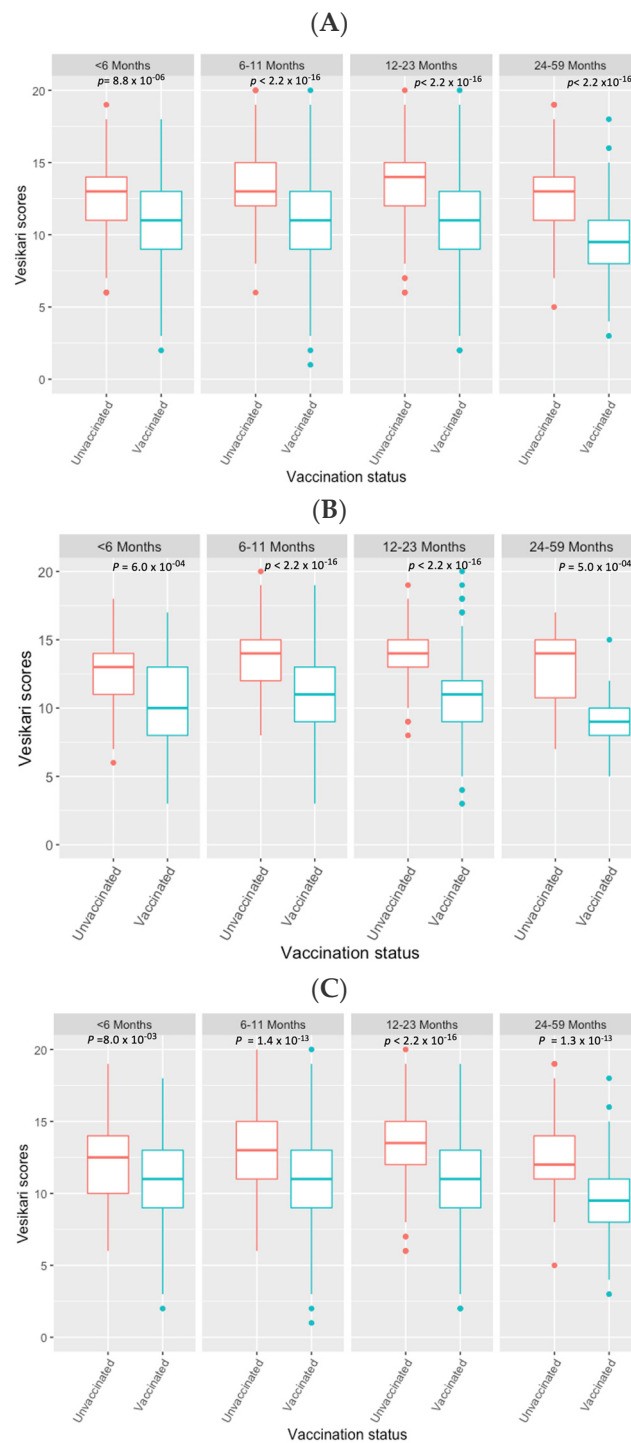 (A)
<6 Months 6-11 Months 12-23 Months 24-59 Months
p= 8.8 x 10-06 p < 2.2 x 10-16 p< 2.2 x 10-16 p< 2.2 x10-16
20
15
10
5
0
Vesikari scores
Unvaccinated Vaccinated Unvaccinated Vaccinated Unvaccinated Vaccinated Unvaccinated Vaccinated
Vaccination status
(B)
<6 Months 6-11 Months 12-23 Months 24-59 Months
P = 6.0 x 10-04 p < 2.2 x 10-16 p < 2.2 x 10-16 P = 5.0 x 10-04
20
15
10
5
0
Vesikari scores
Unvaccinated Vaccinated Unvaccinated Vaccinated Unvaccinated Vaccinated Unvaccinated Vaccinated
Vaccination status
(C)
<6 Months 6-11 Months 12-23 Months 24-59 Months
P =8.0 x 10-03 P = 1.4 x 10-13 p < 2.2 x 10-16 P = 1.3 x 10-13
20
15
10
5
0
Vesikari scores
Unvaccinated Vaccinated Unvaccinated Vaccinated Unvaccinated Vaccinated Unvaccinated Vaccinated
Vaccination status